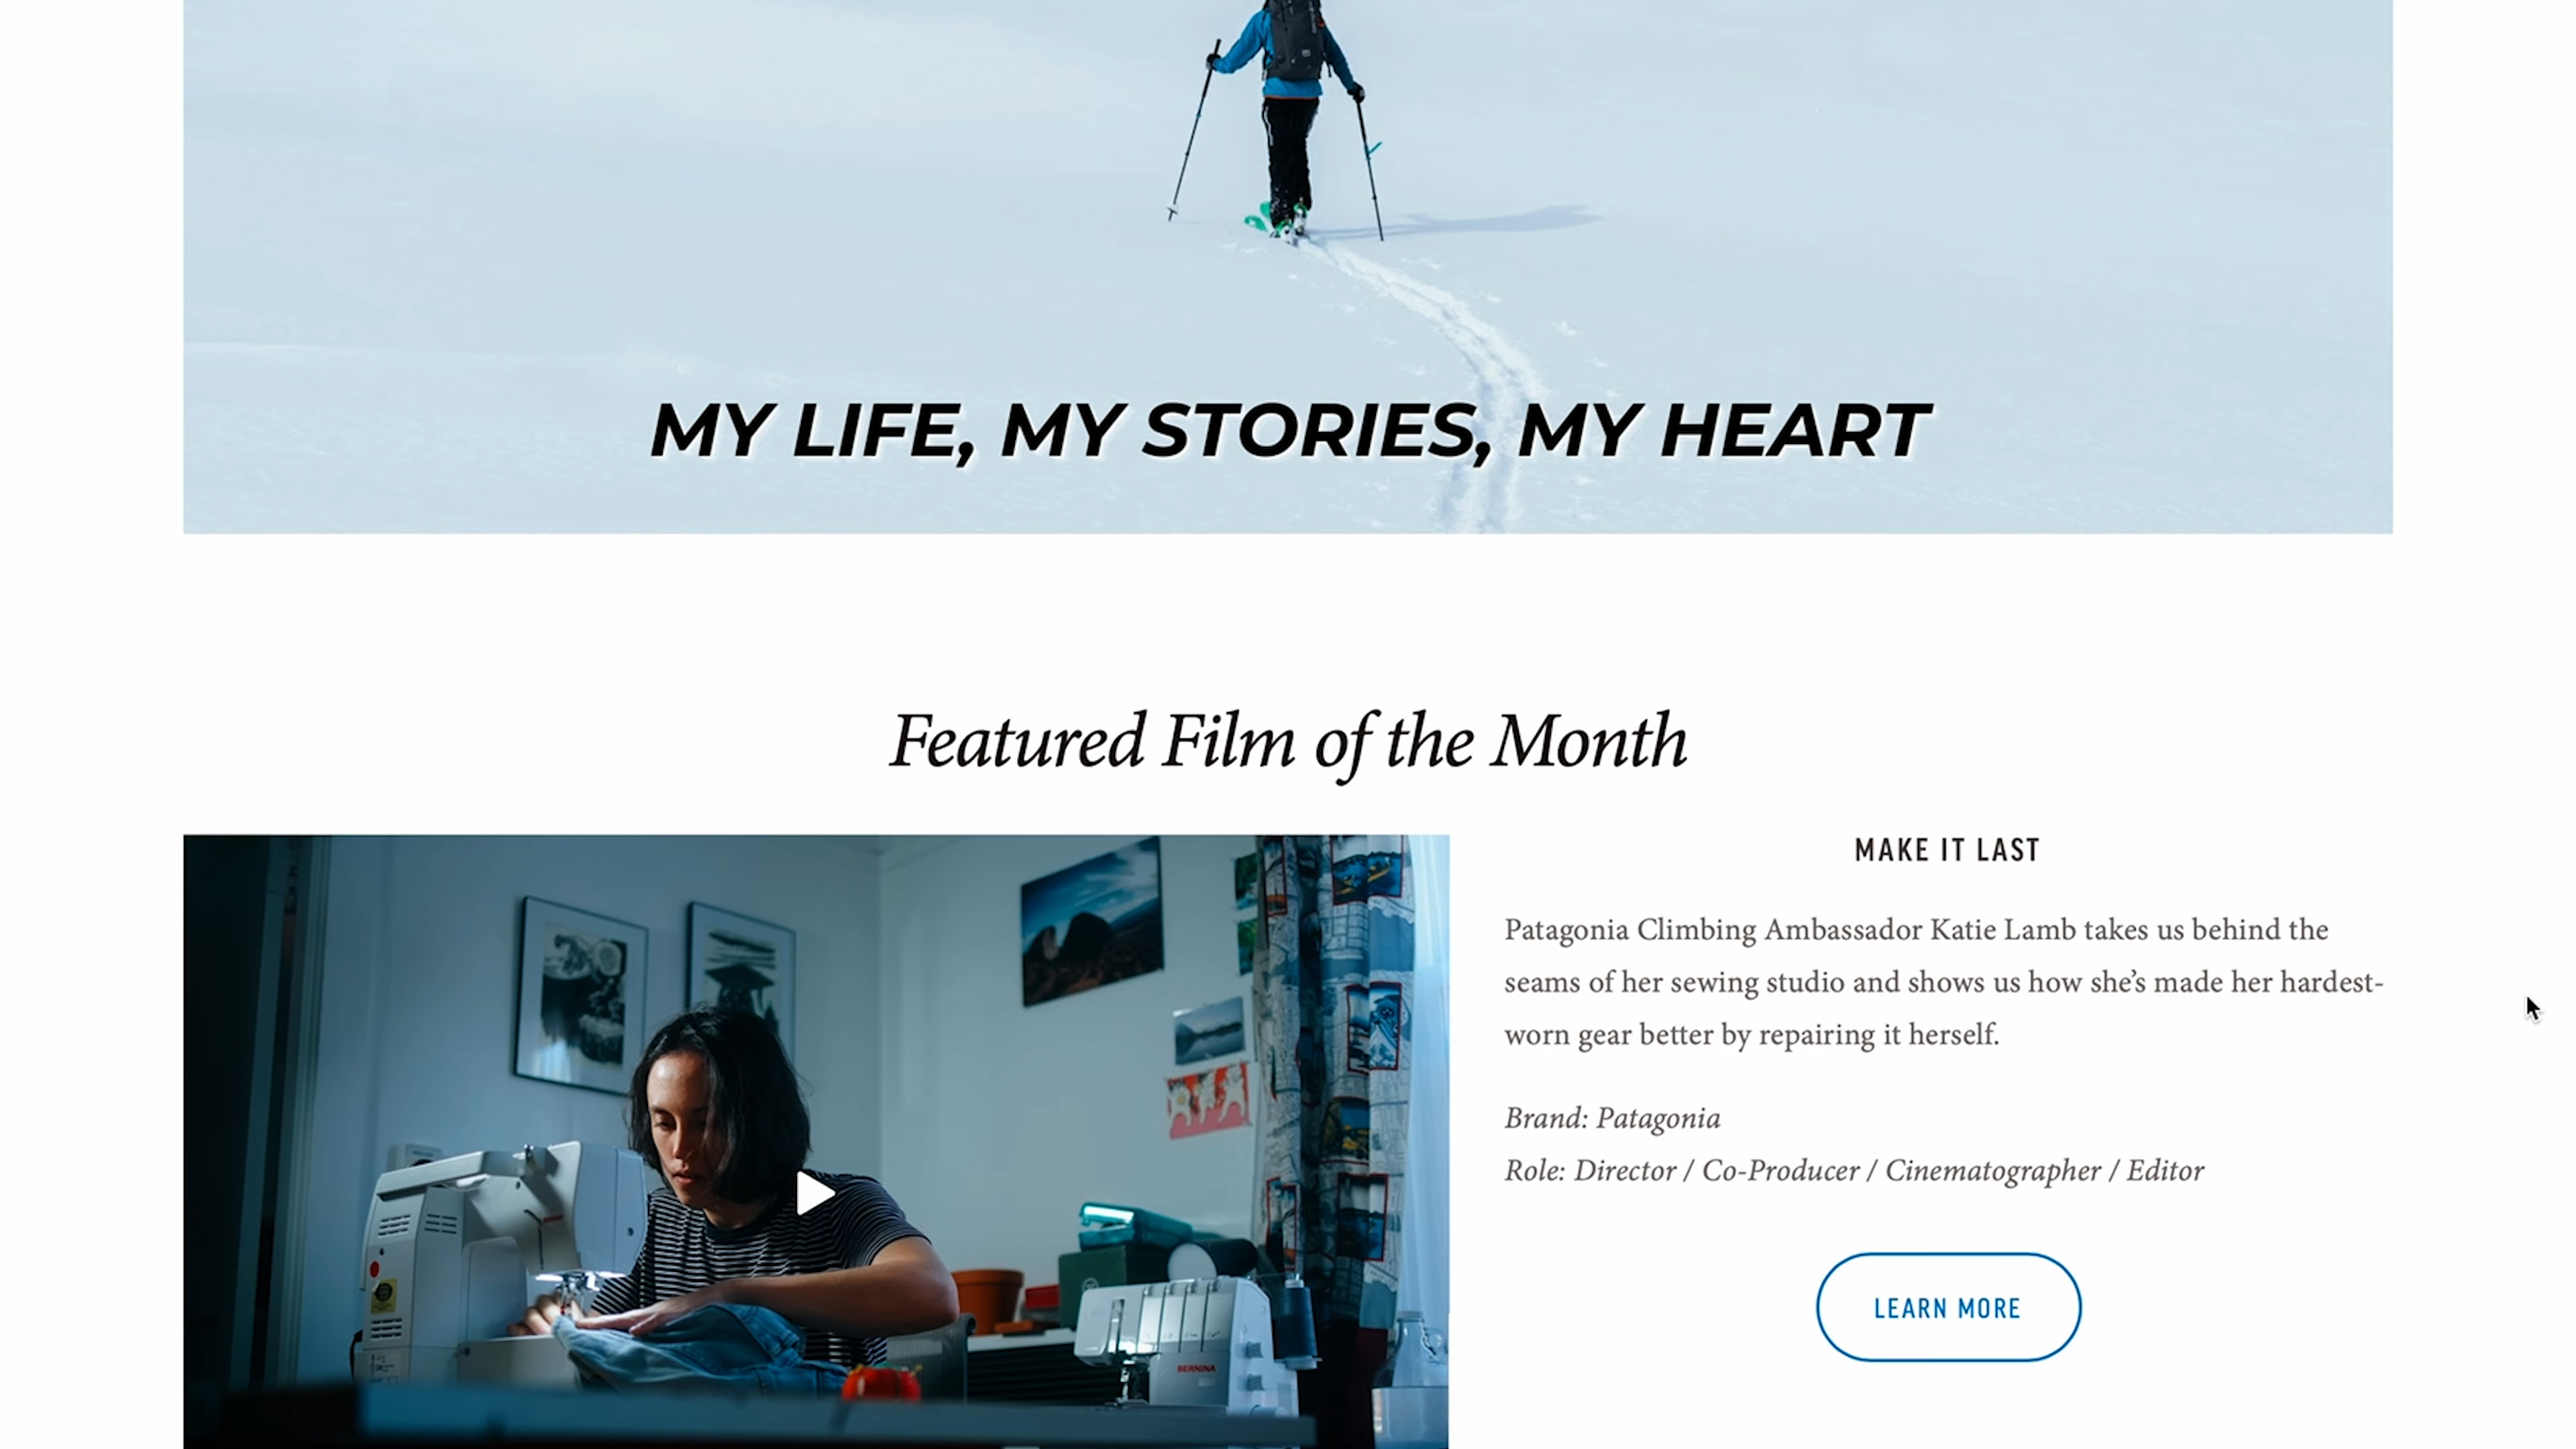 MY LIFE, MY STORIES, MY HEART
Featured Film of the Month
MAKE IT LAST
Patagonia Climbing Ambassador Katie Lamb takes us behind the
seams of her sewing studio and shows us how she’s made her hardest-
worn gear better by repairing it herself.
Brand: Patagonia
Role: Director / Co-Producer / Cinematographer / Editor
LEARN MORE
BERNINA